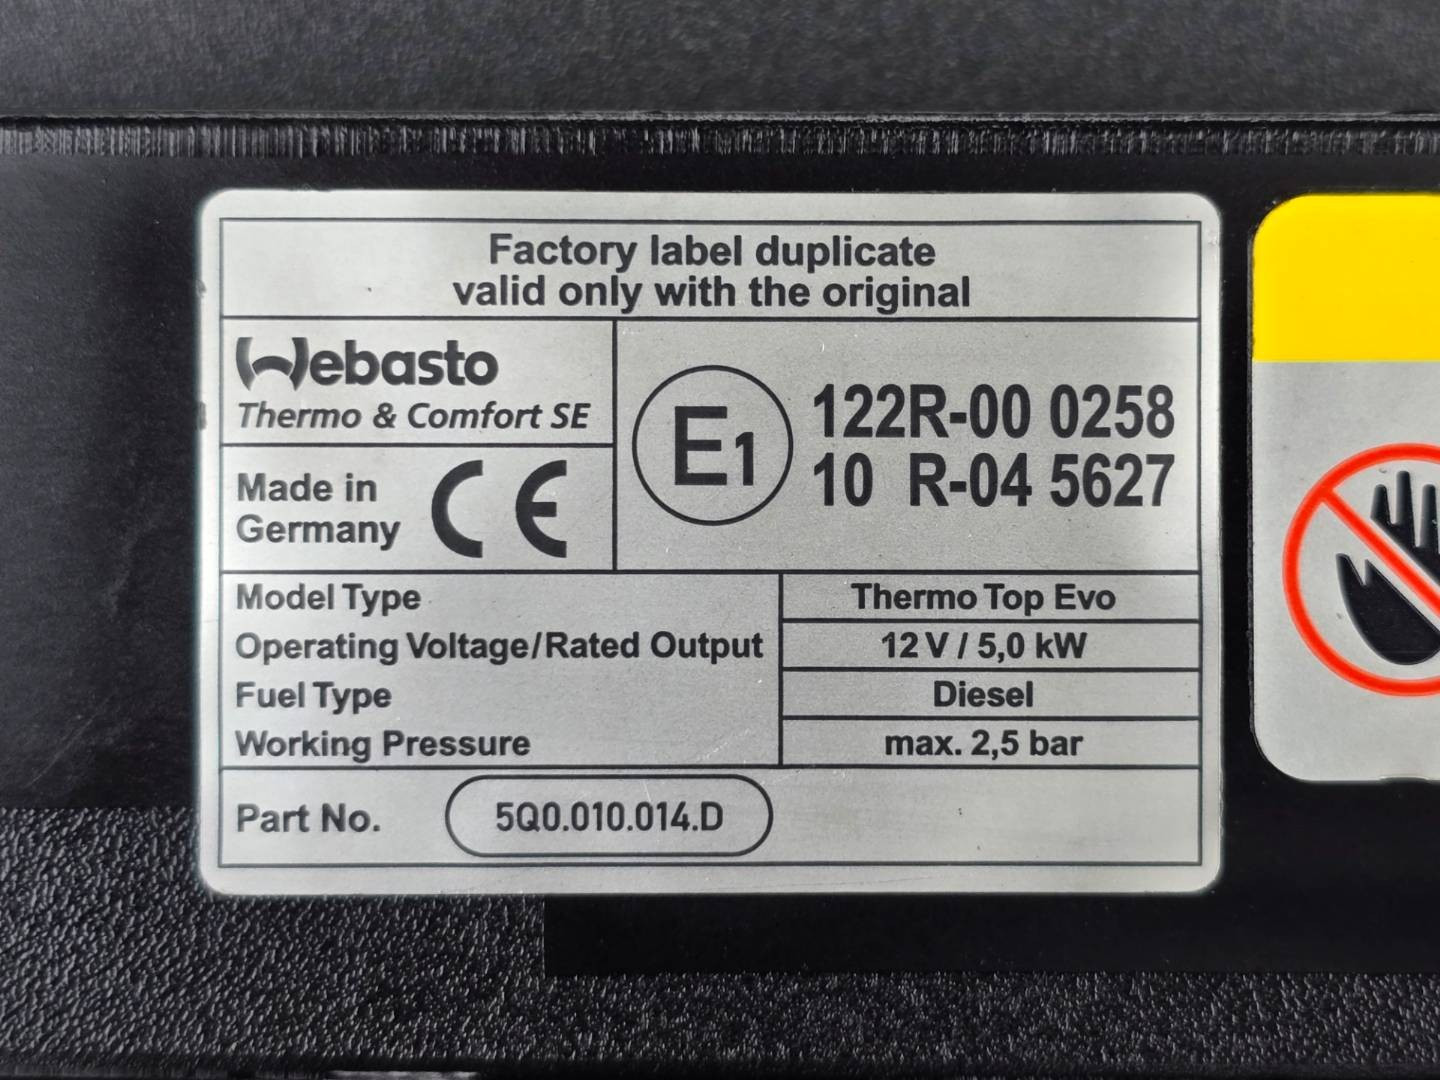 Factory label duplicate
valid only with the original
Webasto
Thermo & Comfort SE
Made in
Germany
CE
E1
122R-00 0258
10 R-04 5627
Model Type Thermo Top Evo
Operating Voltage/Rated Output 12 V / 5,0 kW
Fuel Type Diesel
Working Pressure max. 2,5 bar
Part No. 5Q0.010.014.D